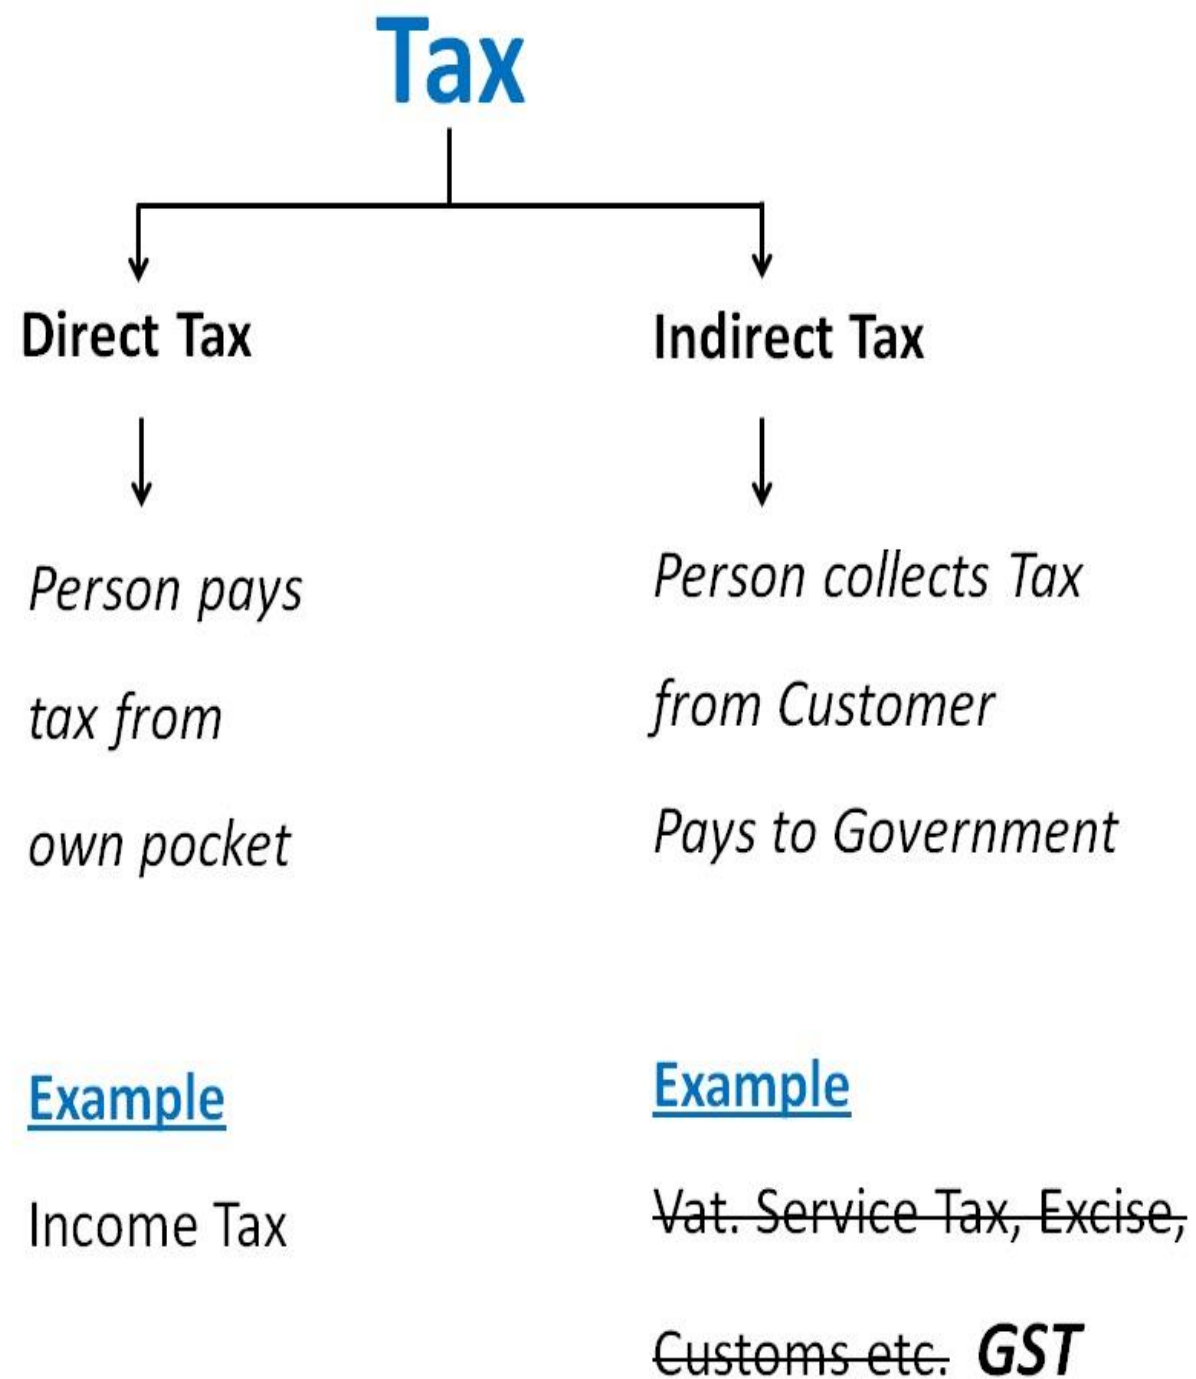 Tax
Direct Tax
Person pays
tax from
own pocket
Example
Income Tax
Indirect Tax
Person collects Tax
from Customer
Pays to Government
Example
Vat. Service Tax, Excise,
Customs etc. GST